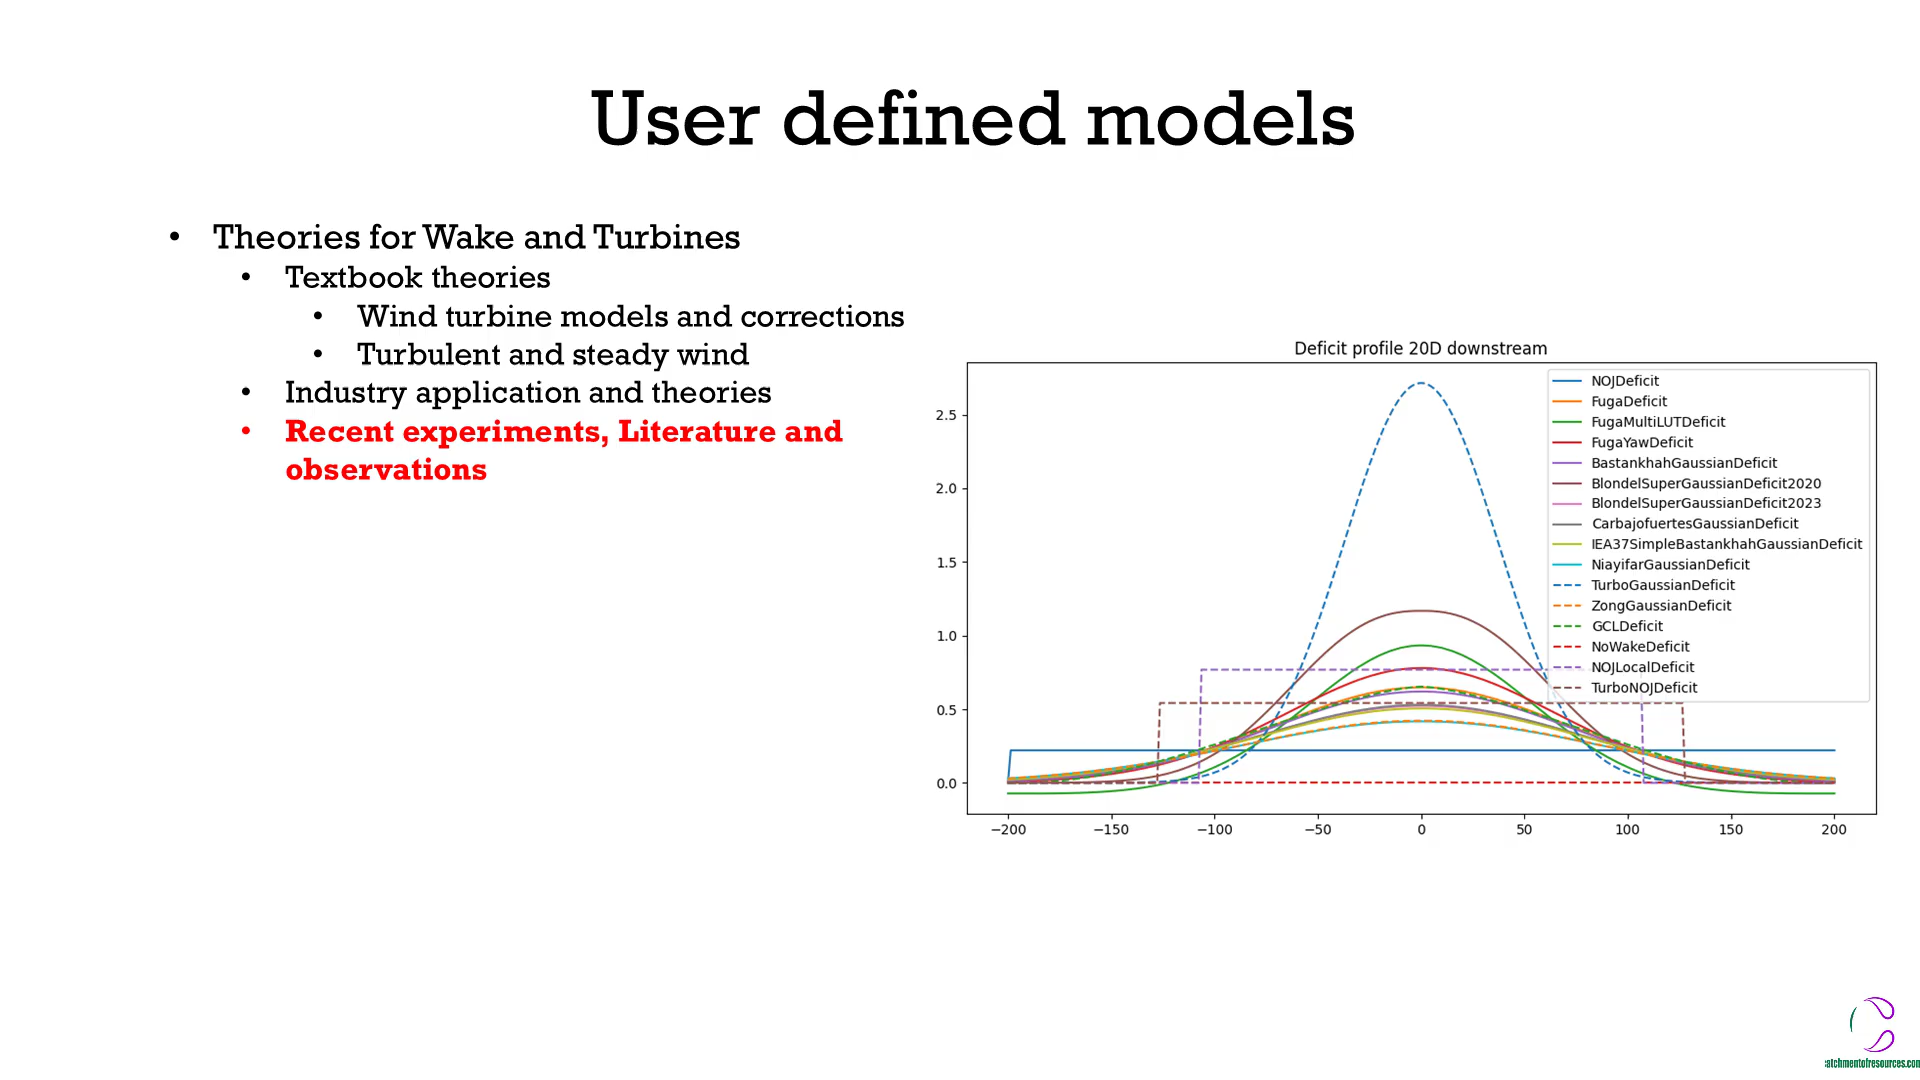 User defined models
• Theories for Wake and Turbines
• Textbook theories
• Wind turbine models and corrections
• Turbulent and steady wind
• Industry application and theories
• Recent experiments, Literature and
observations
Deficit profile 20D downstream
2.5
2.0
1.5
1.0
0.5
0.0
−200 −150 −100 −50 0 50 100 150 200
NOJDeficit
FugaDeficit
FugaMultiLUTDeficit
FugaYawDeficit
BastankhahGaussianDeficit
BlondelSuperGaussianDeficit2020
BlondelSuperGaussianDeficit2023
CarbajofuertesGaussianDeficit
IEA37SimpleBastankhahGaussianDeficit
NiayifarGaussianDeficit
TurboGaussianDeficit
ZongGaussianDeficit
GCLDeficit
NoWakeDeficit
NOJLocalDeficit
TurboNOJDeficit
atchmentofresources.com